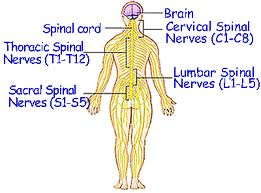 Brain
Spinal cord
Cervical Spinal
Nerves (C1-C8)
Thoracic Spinal
Nerves (T1-T12)
Lumbar Spinal
Nerves (L1-L5)
Sacral Spinal
Nerves (S1-S5)